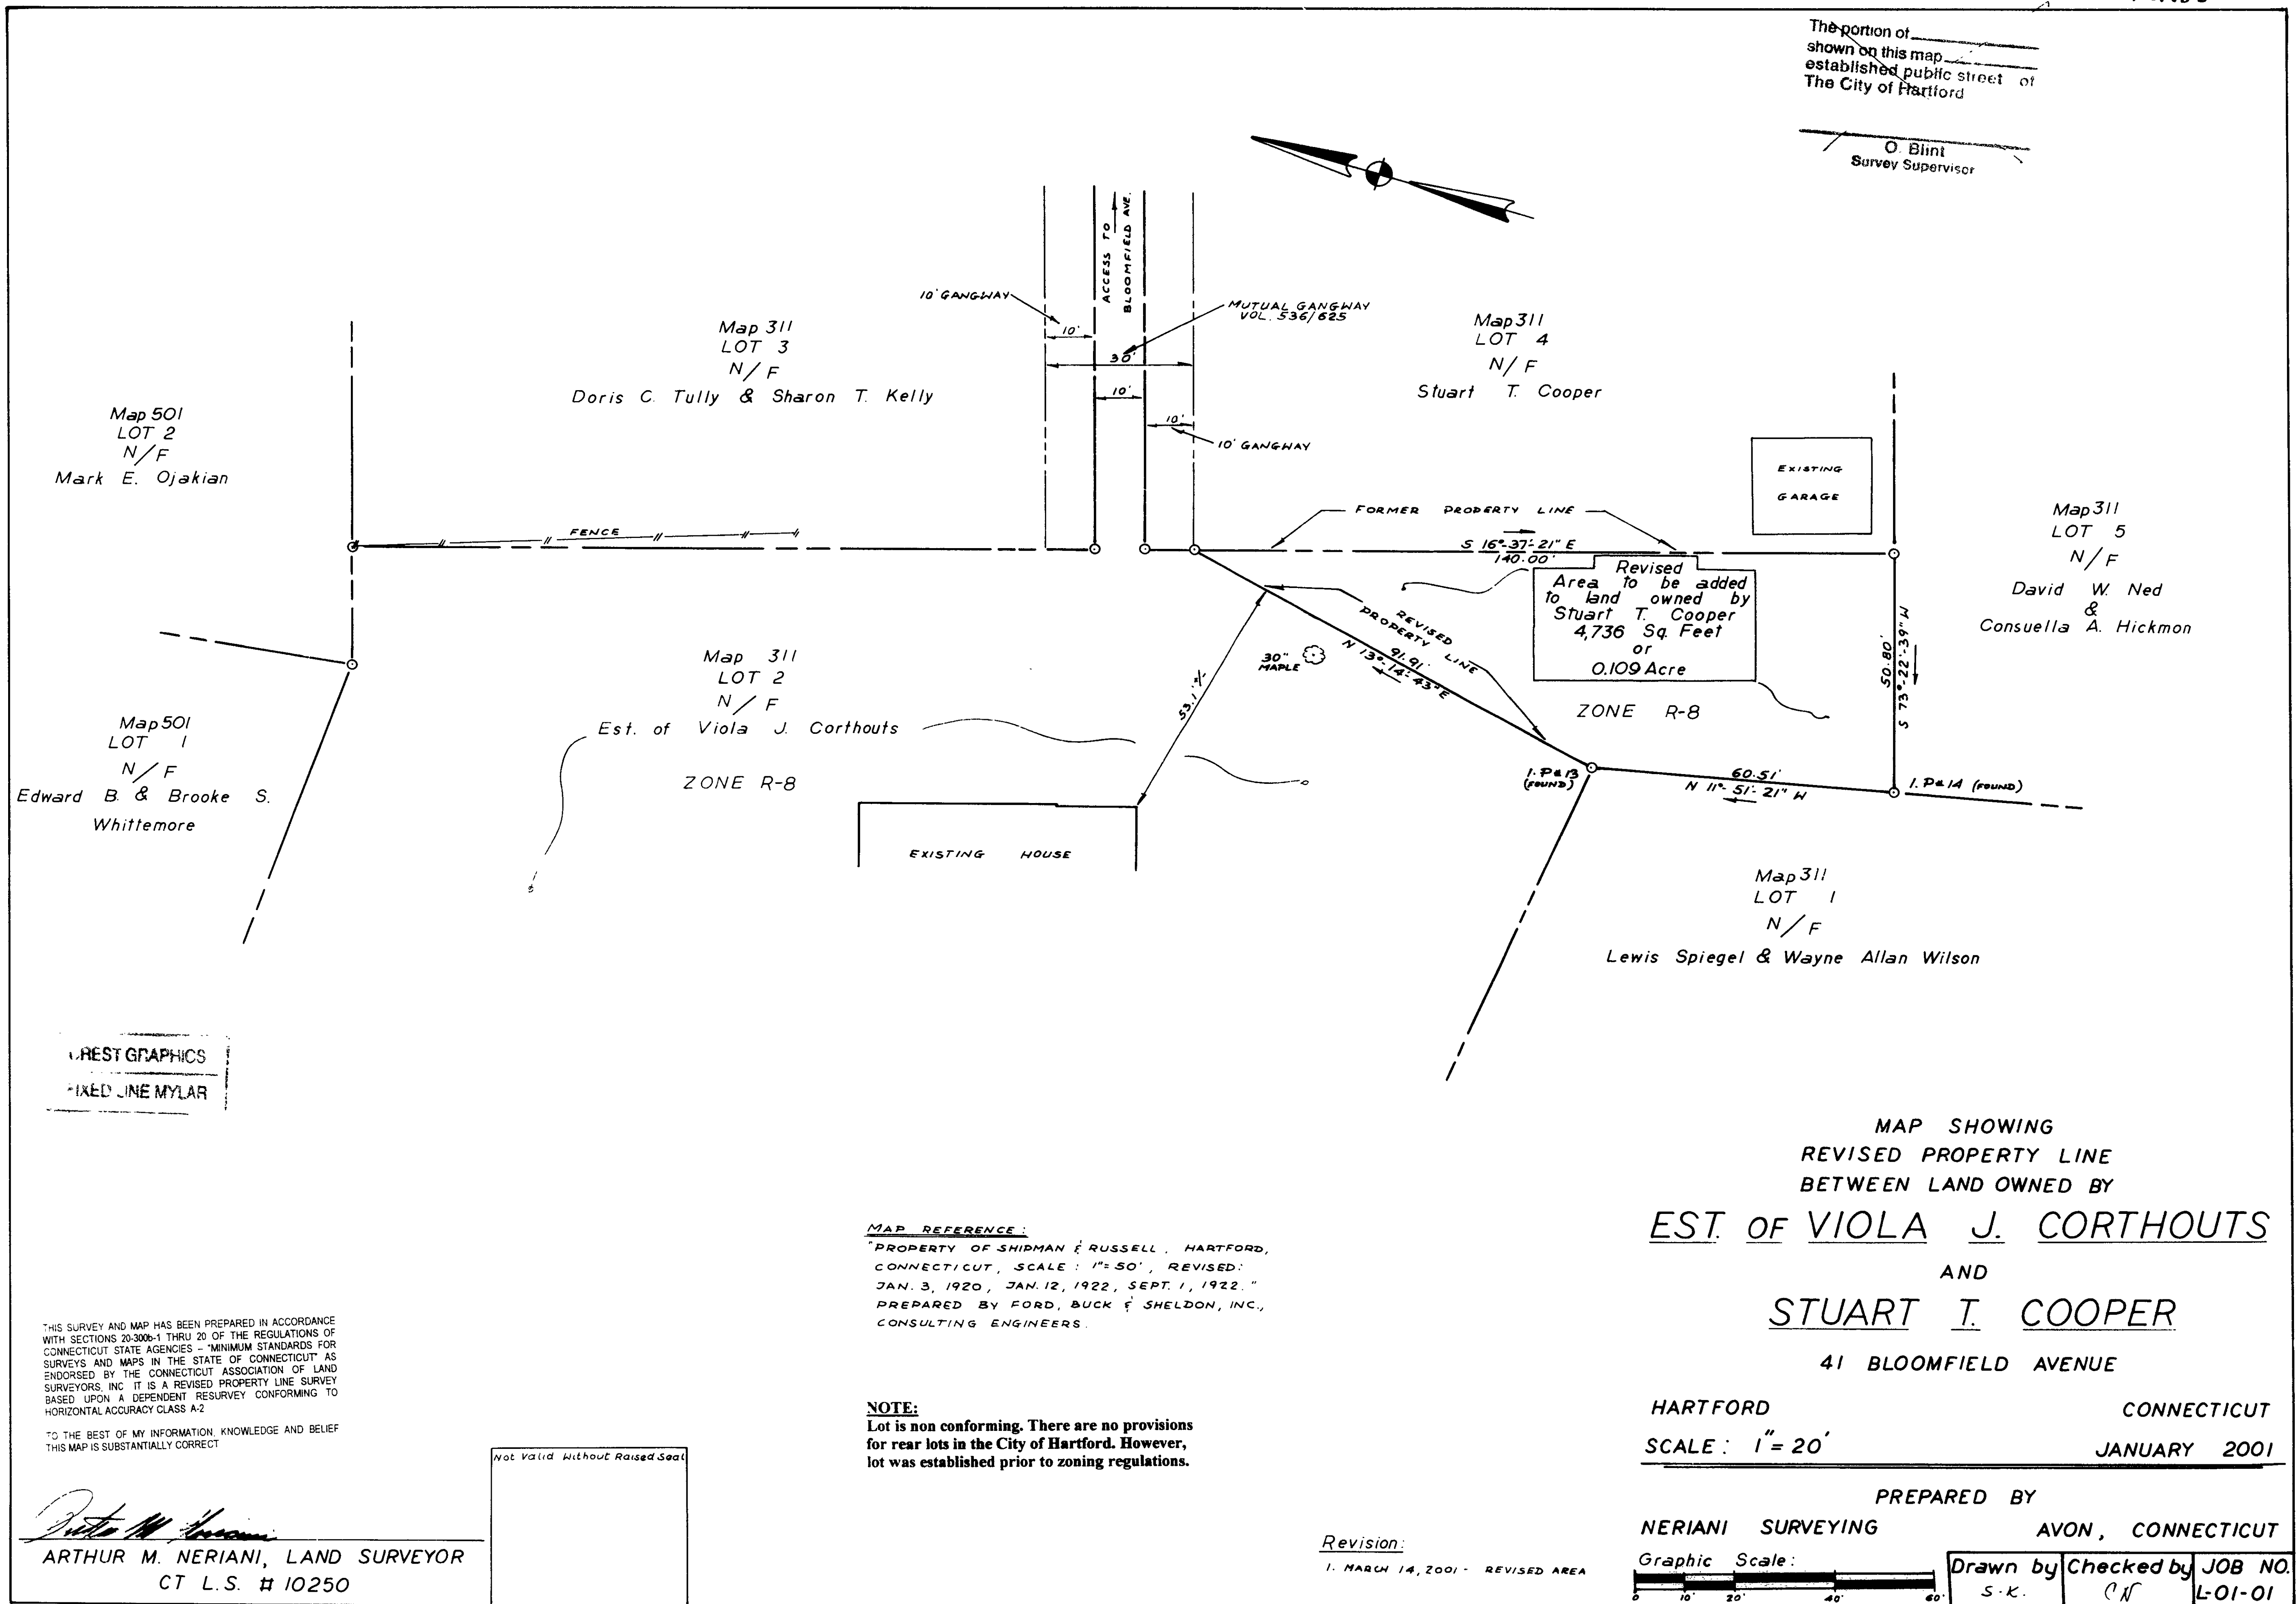 The portion of
shown on this map
established public street of
The City of Hartford
O. Blint
Survey Supervisor
ACCESS TO
BLOOMFIELD AVE.
10' GANGWAY
MUTUAL GANGWAY
VOL. 536/625
10'
30'
10'
10'
10' GANGWAY
Map 311
LOT 3
N/F
Doris C. Tully & Sharon T. Kelly
Map 311
LOT 4
N/F
Stuart T. Cooper
Map 501
LOT 2
N/F
Mark E. Ojakian
EXISTING
GARAGE
Map 311
LOT 5
N/F
David W. Ned
&
Consuella A. Hickmon
FENCE
FORMER PROPERTY LINE
S 16°-37'-21" E
140.00'
Revised
Area to be added
to land owned by
Stuart T. Cooper
4,736 Sq. Feet
or
0.109 Acre
ZONE R-8
REVISED
PROPERTY LINE
91.91'
N 13°-14'-43" E
30"
MAPLE
50.80'
S 73°-22'-39" W
53.1'±
Map 311
LOT 2
N/F
Est. of Viola J. Corthouts
ZONE R-8
Map 501
LOT 1
N/F
Edward B. & Brooke S.
Whittemore
I. P. # 13
(FOUND)
60.51'
N 11°-51'-21" W
I. P. # 14 (FOUND)
EXISTING HOUSE
Map 311
LOT 1
N/F
Lewis Spiegel & Wayne Allan Wilson
GRAPHICS
MYLAR
MAP SHOWING
REVISED PROPERTY LINE
BETWEEN LAND OWNED BY
EST. OF VIOLA J. CORTHOUTS
AND
STUART T. COOPER
41 BLOOMFIELD AVENUE
HARTFORD CONNECTICUT
SCALE: 1"=20' JANUARY 2001
PREPARED BY
NERIANI SURVEYING AVON, CONNECTICUT
Graphic Scale:
0 10' 20' 40' 60'
Drawn by
S.K.
Checked by
CN
JOB NO.
L-01-01
MAP REFERENCE:
"PROPERTY OF SHIPMAN & RUSSELL, HARTFORD,
CONNECTICUT, SCALE: 1"=50', REVISED:
JAN. 3, 1920, JAN. 12, 1922, SEPT. 1, 1922."
PREPARED BY FORD, BUCK & SHELDON, INC.,
CONSULTING ENGINEERS.
NOTE:
Lot is non conforming. There are no provisions
for rear lots in the City of Hartford. However,
lot was established prior to zoning regulations.
THIS SURVEY AND MAP HAS BEEN PREPARED IN ACCORDANCE
WITH SECTIONS 20-300b-1 THRU 20 OF THE REGULATIONS OF
CONNECTICUT STATE AGENCIES - "MINIMUM STANDARDS FOR
SURVEYS AND MAPS IN THE STATE OF CONNECTICUT" AS
ENDORSED BY THE CONNECTICUT ASSOCIATION OF LAND
SURVEYORS, INC IT IS A REVISED PROPERTY LINE SURVEY
BASED UPON A DEPENDENT RESURVEY CONFORMING TO
HORIZONTAL ACCURACY CLASS A-2
TO THE BEST OF MY INFORMATION, KNOWLEDGE AND BELIEF
THIS MAP IS SUBSTANTIALLY CORRECT
Not Valid Without Raised Seal
ARTHUR M. NERIANI, LAND SURVEYOR
CT L.S. # 10250
Revision:
1. MARCH 14, 2001 - REVISED AREA